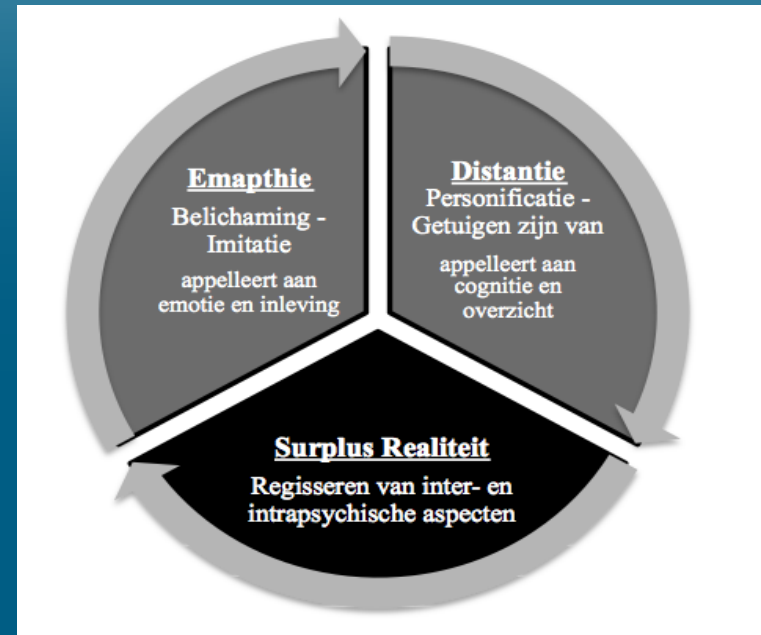 Emapthie
Belichaming -
Imitatie
appelleert aan
emotie en inleving
Distantie
Personificatie -
Getuigen zijn van
appelleert aan
cognitie en
overzicht
Surplus Realiteit
Regisseren van inter- en
intrapsychische aspecten